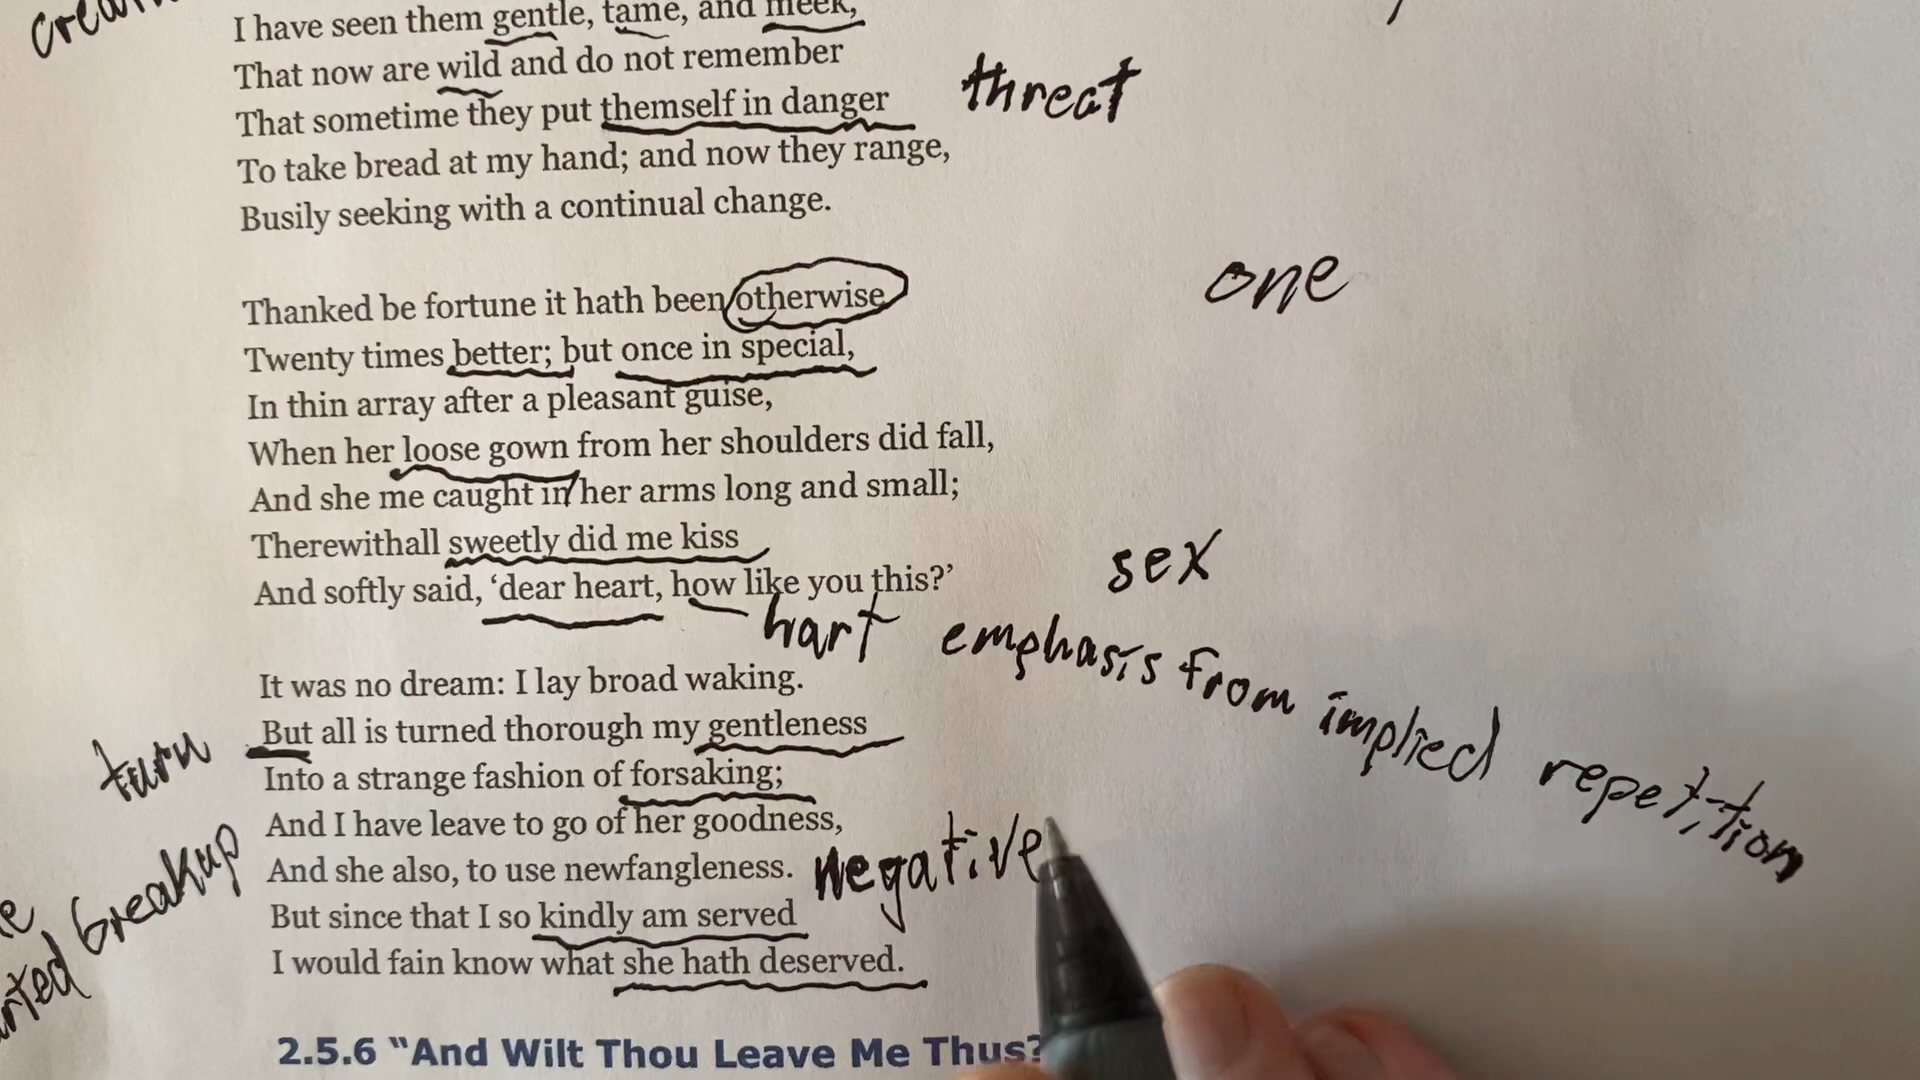 I have seen them gentle, tame, and meek,
That now are wild and do not remember
That sometime they put themself in danger
threat
To take bread at my hand; and now they range,
Busily seeking with a continual change.
one
Thanked be fortune it hath been otherwise
Twenty times better; but once in special,
In thin array after a pleasant guise,
When her loose gown from her shoulders did fall,
And she me caught in her arms long and small;
Therewithall sweetly did me kiss
And softly said, ‘dear heart, how like you this?’
sex
hart emphasis from implied repetition
It was no dream: I lay broad waking.
turn
But all is turned thorough my gentleness
Into a strange fashion of forsaking;
And I have leave to go of her goodness,
And she also, to use newfangleness.
negative
breakup
But since that I so kindly am served
I would fain know what she hath deserved.
2.5.6 “And Wilt Thou Leave Me Thus?